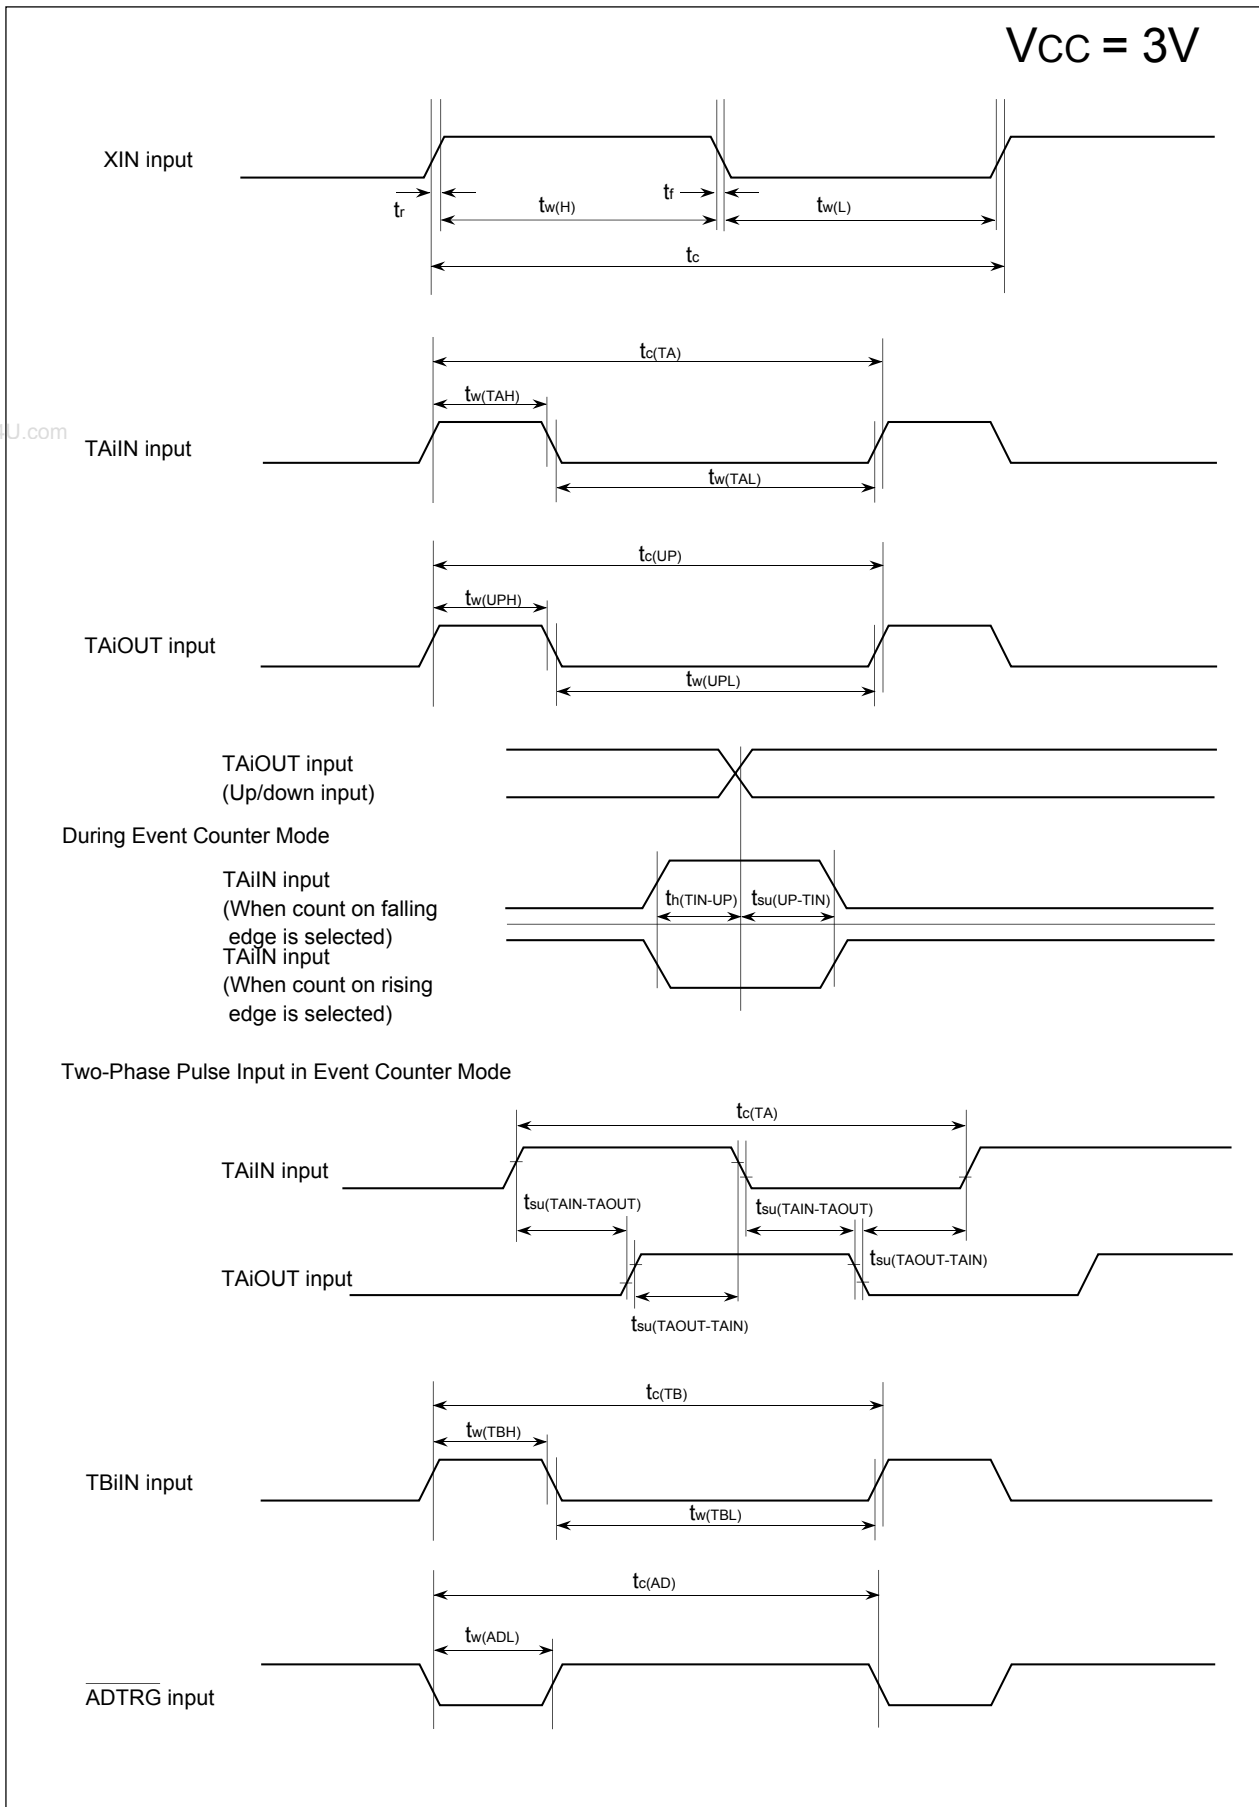 VCC = 3V
XIN input
tr
tw(H)
tf
tw(L)
tc
tc(TA)
tw(TAH)
4U.com
TAiIN input
tw(TAL)
tc(UP)
tw(UPH)
TAiOUT input
tw(UPL)
TAiOUT input
(Up/down input)
During Event Counter Mode
TAiIN input
(When count on falling
edge is selected)
th(TIN-UP)
tsu(UP-TIN)
TAiIN input
(When count on rising
edge is selected)
Two-Phase Pulse Input in Event Counter Mode
tc(TA)
TAiIN input
tsu(TAIN-TAOUT)
tsu(TAIN-TAOUT)
tsu(TAOUT-TAIN)
TAiOUT input
tsu(TAOUT-TAIN)
tc(TB)
tw(TBH)
TBiIN input
tw(TBL)
tc(AD)
tw(ADL)
ADTRG input